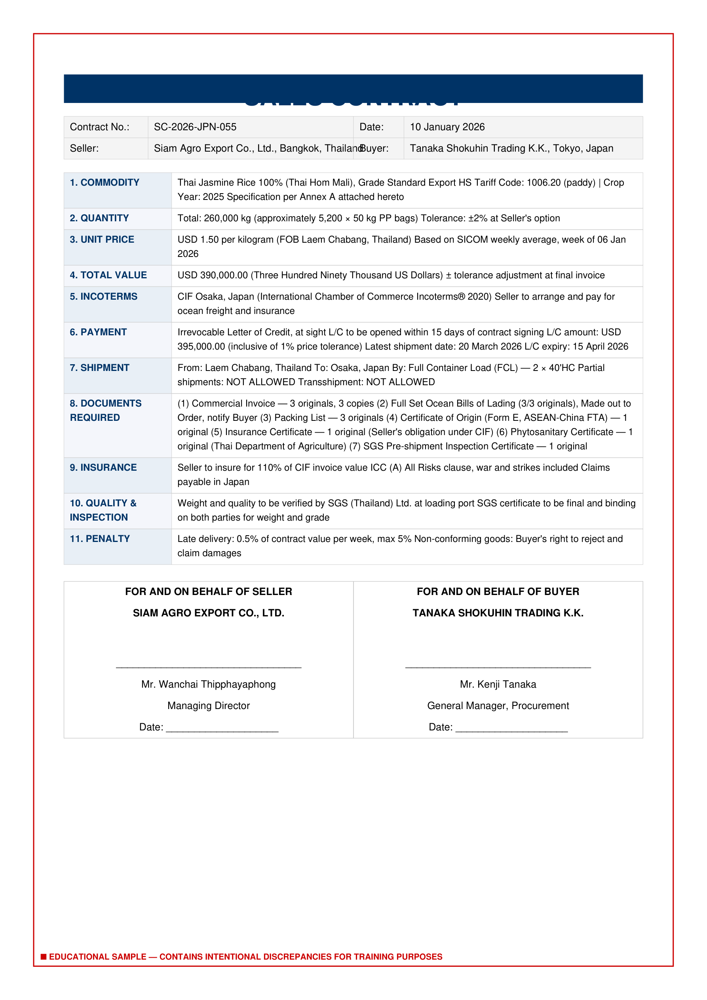 SALES CONTRACT
Contract No.: SC-2026-JPN-055 Date: 10 January 2026
Seller: Siam Agro Export Co., Ltd., Bangkok, Thailand Buyer: Tanaka Shokuhin Trading K.K., Tokyo, Japan
1. COMMODITY Thai Jasmine Rice 100% (Thai Hom Mali), Grade Standard Export HS Tariff Code: 1006.20 (paddy) | Crop
Year: 2025 Specification per Annex A attached hereto
2. QUANTITY Total: 260,000 kg (approximately 5,200 × 50 kg PP bags) Tolerance: ±2% at Seller's option
3. UNIT PRICE USD 1.50 per kilogram (FOB Laem Chabang, Thailand) Based on SICOM weekly average, week of 06 Jan
2026
4. TOTAL VALUE USD 390,000.00 (Three Hundred Ninety Thousand US Dollars) ± tolerance adjustment at final invoice
5. INCOTERMS CIF Osaka, Japan (International Chamber of Commerce Incoterms® 2020) Seller to arrange and pay for
ocean freight and insurance
6. PAYMENT Irrevocable Letter of Credit, at sight L/C to be opened within 15 days of contract signing L/C amount: USD
395,000.00 (inclusive of 1% price tolerance) Latest shipment date: 20 March 2026 L/C expiry: 15 April 2026
7. SHIPMENT From: Laem Chabang, Thailand To: Osaka, Japan By: Full Container Load (FCL) — 2 × 40'HC Partial
shipments: NOT ALLOWED Transshipment: NOT ALLOWED
8. DOCUMENTS (1) Commercial Invoice — 3 originals, 3 copies (2) Full Set Ocean Bills of Lading (3/3 originals), Made out to
REQUIRED Order, notify Buyer (3) Packing List — 3 originals (4) Certificate of Origin (Form E, ASEAN-China FTA) — 1
original (5) Insurance Certificate — 1 original (Seller's obligation under CIF) (6) Phytosanitary Certificate — 1
original (Thai Department of Agriculture) (7) SGS Pre-shipment Inspection Certificate — 1 original
9. INSURANCE Seller to insure for 110% of CIF invoice value ICC (A) All Risks clause, war and strikes included Claims
payable in Japan
10. QUALITY & Weight and quality to be verified by SGS (Thailand) Ltd. at loading port SGS certificate to be final and binding
INSPECTION on both parties for weight and grade
11. PENALTY Late delivery: 0.5% of contract value per week, max 5% Non-conforming goods: Buyer's right to reject and
claim damages
FOR AND ON BEHALF OF SELLER FOR AND ON BEHALF OF BUYER
SIAM AGRO EXPORT CO., LTD. TANAKA SHOKUHIN TRADING K.K.
Mr. Wanchai Thipphayaphong Mr. Kenji Tanaka
Managing Director General Manager, Procurement
Date: ____________________ Date: ____________________
■ EDUCATIONAL SAMPLE — CONTAINS INTENTIONAL DISCREPANCIES FOR TRAINING PURPOSES